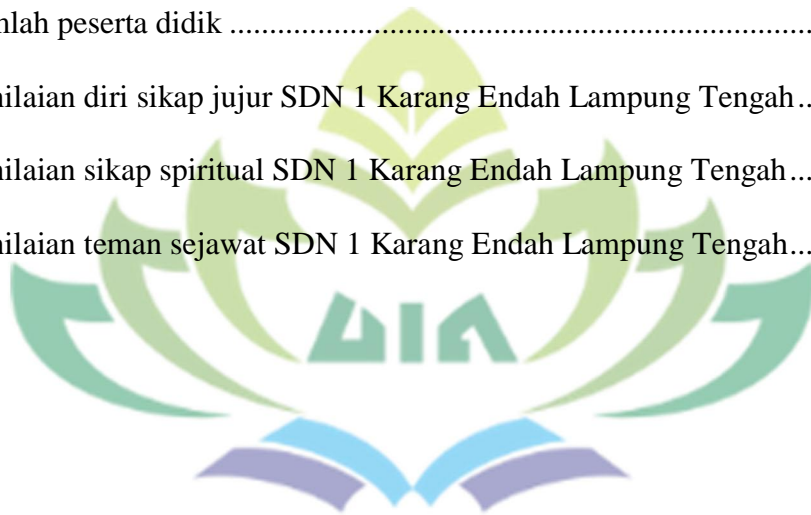 nlah peserta didik ........................................................................
nilaian diri sikap jujur SDN 1 Karang Endah Lampung Tengah..
nilaian sikap spiritual SDN 1 Karang Endah Lampung Tengah...
nilaian teman sejawat SDN 1 Karang Endah Lampung Tengah...
UIN